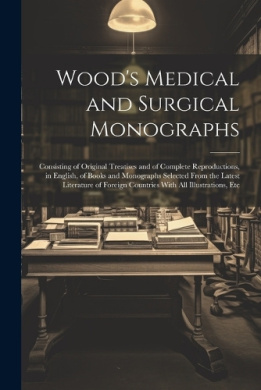 Wood's Medical
and Surgical
Monographs
Consisting of Original Treatises and of Complete Reproductions,
in English, of Books and Monographs Selected From the Latest
Literature of Foreign Countries With All Illustrations, Etc